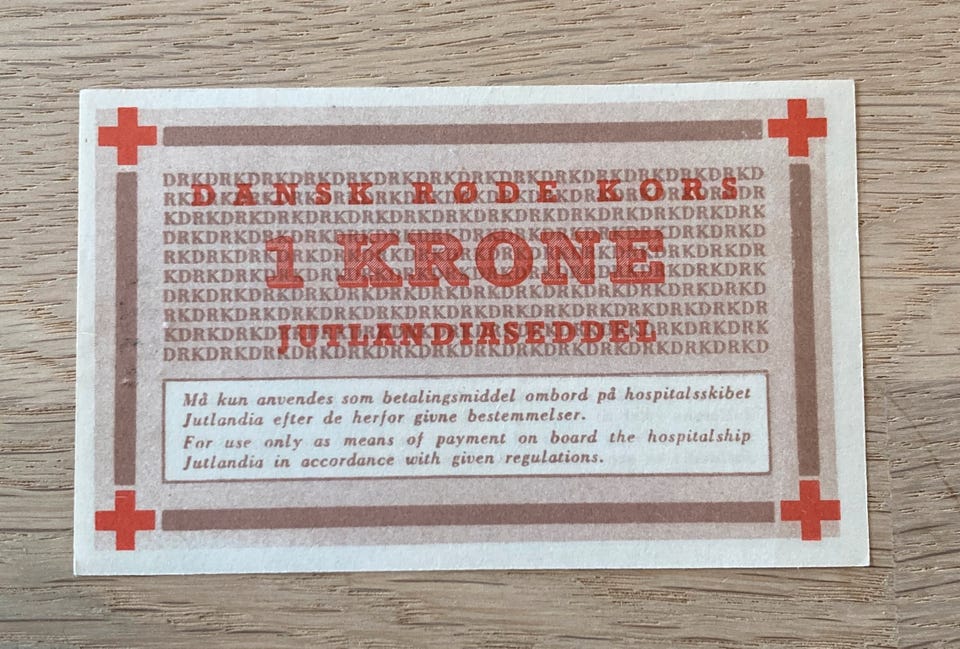 DANSK RØDE KORS
1 KRONE
JUTLANDIASEDDEL
Må kun anvendes som betalingsmiddel ombord på hospitalsskibet
Jutlandia efter de herfor givne bestemmelser.
For use only as means of payment on board the hospitalship
Jutlandia in accordance with given regulations.